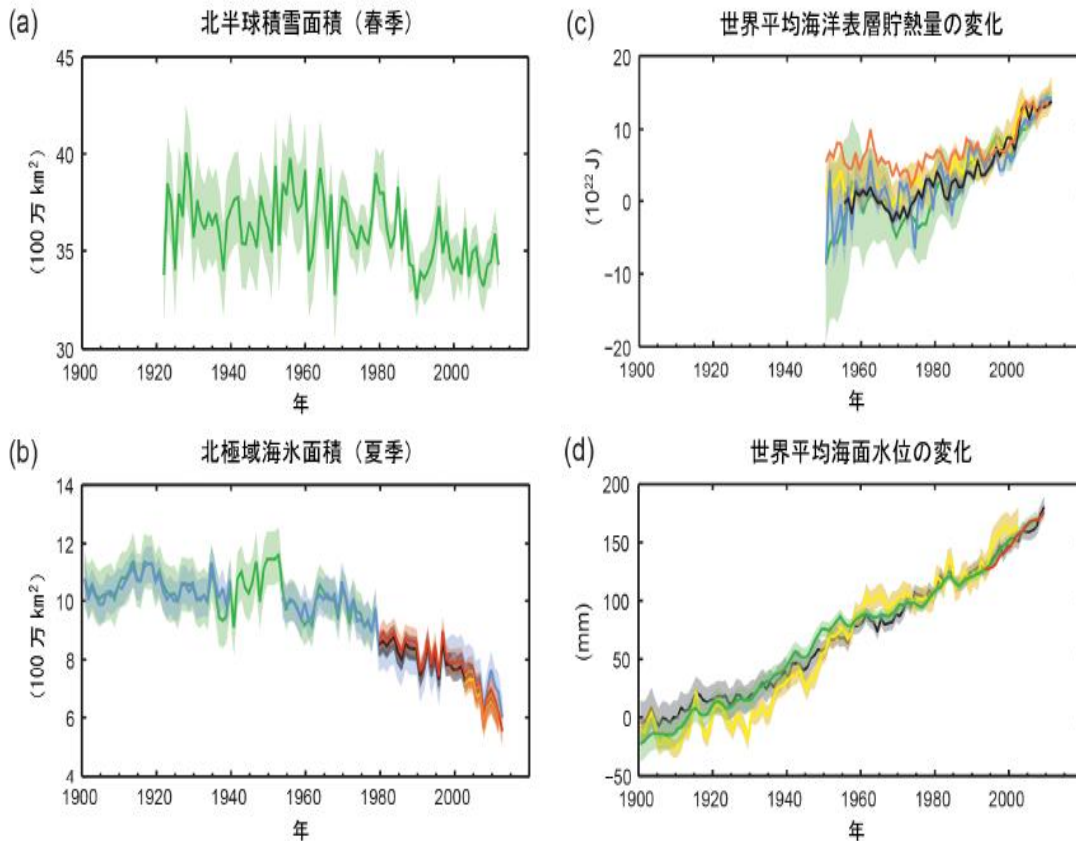 (a)
北半球積雪面積（春季）
45
40
35
30
(100 万 km²)
1900 1920 1940 1960 1980 2000
年
(b)
北極域海氷面積（夏季）
14
12
10
8
6
4
(100 万 km²)
1900 1920 1940 1960 1980 2000
年
(c)
世界平均海洋表層貯熱量の変化
20
10
0
−10
−20
(10²² J)
1900 1920 1940 1960 1980 2000
年
(d)
世界平均海面水位の変化
200
150
100
50
0
−50
(mm)
1900 1920 1940 1960 1980 2000
年